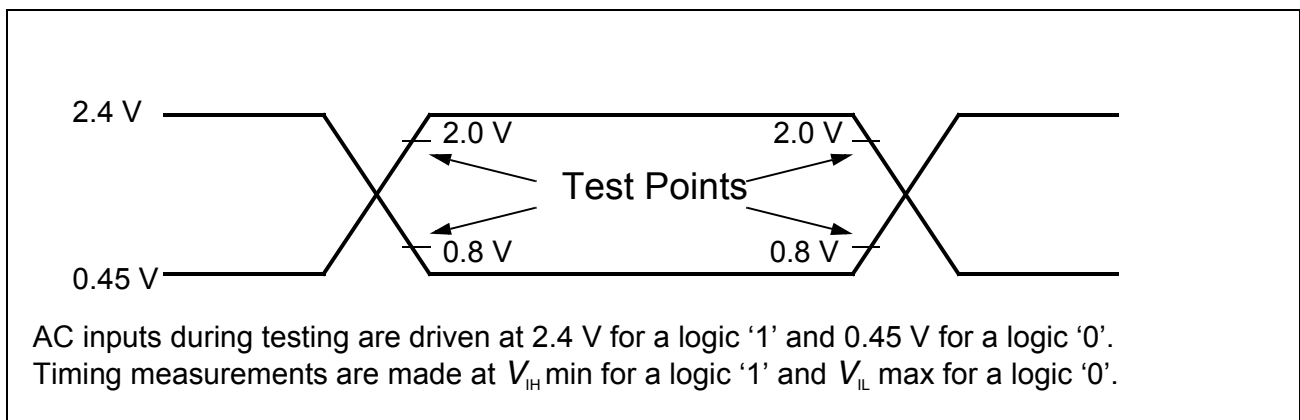 2.4 V
2.0 V 2.0 V
Test Points
0.8 V 0.8 V
0.45 V
AC inputs during testing are driven at 2.4 V for a logic ‘1’ and 0.45 V for a logic ‘0’.
Timing measurements are made at VIH min for a logic ‘1’ and VIL max for a logic ‘0’.